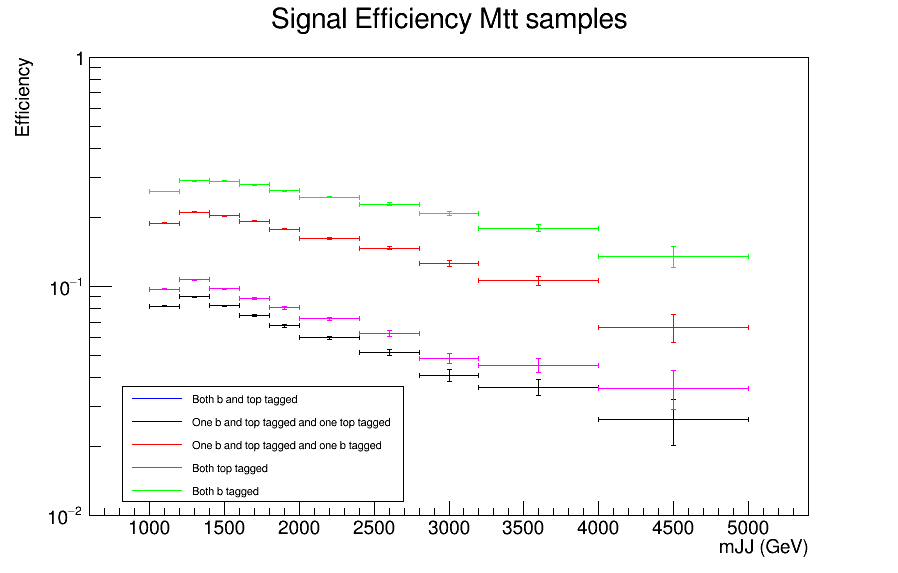 Signal Efficiency Mtt samples
Efficiency
1
10⁻¹
10⁻²
Both b and top tagged
One b and top tagged and one top tagged
One b and top tagged and one b tagged
Both top tagged
Both b tagged
1000 1500 2000 2500 3000 3500 4000 4500 5000
mJJ (GeV)